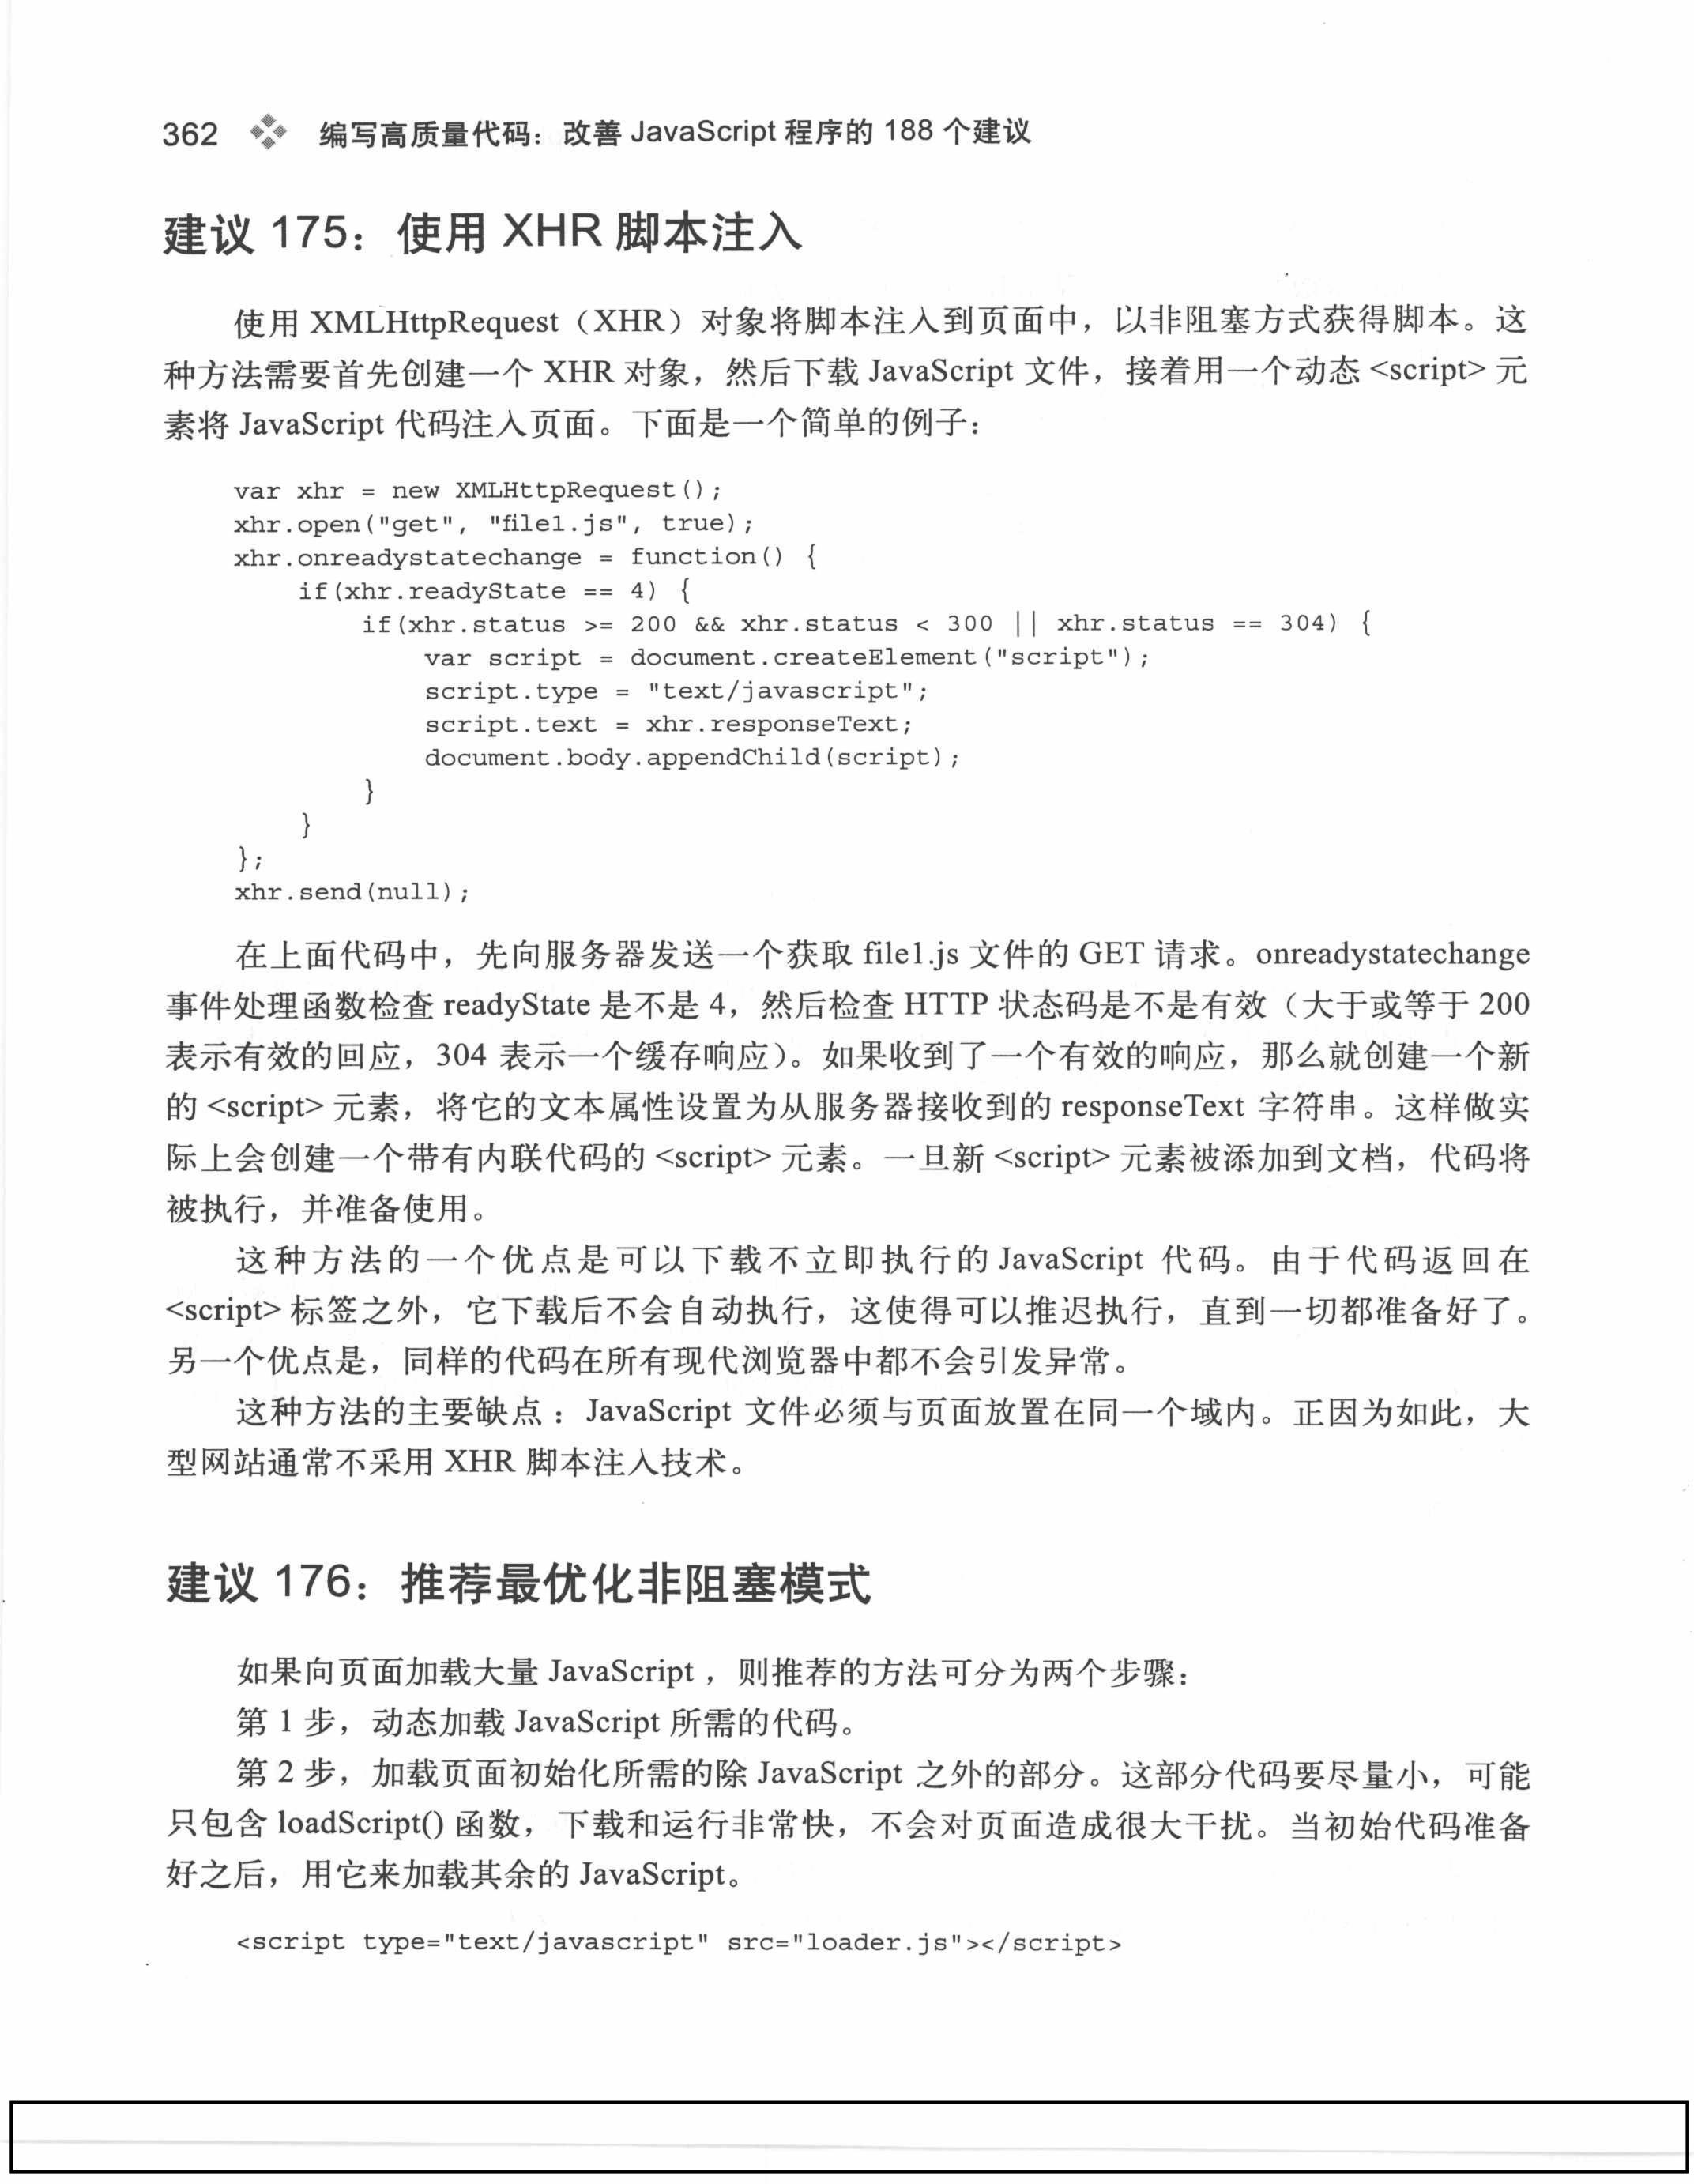 362 编写高质量代码：改善 JavaScript 程序的 188 个建议
建议 175：使用 XHR 脚本注入
使用 XMLHttpRequest（XHR）对象将脚本注入到页面中，以非阻塞方式获得脚本。这
种方法需要首先创建一个 XHR 对象，然后下载 JavaScript 文件，接着用一个动态 <script> 元
素将 JavaScript 代码注入页面。下面是一个简单的例子：
var xhr = new XMLHttpRequest();
xhr.open("get", "file1.js", true);
xhr.onreadystatechange = function() {
if(xhr.readyState == 4) {
if(xhr.status >= 200 && xhr.status < 300 || xhr.status == 304) {
var script = document.createElement("script");
script.type = "text/javascript";
script.text = xhr.responseText;
document.body.appendChild(script);
}
}
};
xhr.send(null);
在上面代码中，先向服务器发送一个获取 file1.js 文件的 GET 请求。onreadystatechange
事件处理函数检查 readyState 是不是 4，然后检查 HTTP 状态码是不是有效（大于或等于 200
表示有效的回应，304 表示一个缓存响应）。如果收到了一个有效的响应，那么就创建一个新
的 <script> 元素，将它的文本属性设置为从服务器接收到的 responseText 字符串。这样做实
际上会创建一个带有内联代码的 <script> 元素。一旦新 <script> 元素被添加到文档，代码将
被执行，并准备使用。
这种方法的一个优点是可以下载不立即执行的 JavaScript 代码。由于代码返回在
<script> 标签之外，它下载后不会自动执行，这使得可以推迟执行，直到一切都准备好了。
另一个优点是，同样的代码在所有现代浏览器中都不会引发异常。
这种方法的主要缺点：JavaScript 文件必须与页面放置在同一个域内。正因为如此，大
型网站通常不采用 XHR 脚本注入技术。
建议 176：推荐最优化非阻塞模式
如果向页面加载大量 JavaScript，则推荐的方法可分为两个步骤：
第 1 步，动态加载 JavaScript 所需的代码。
第 2 步，加载页面初始化所需的除 JavaScript 之外的部分。这部分代码要尽量小，可能
只包含 loadScript() 函数，下载和运行非常快，不会对页面造成很大干扰。当初始代码准备
好之后，用它来加载其余的 JavaScript。
<script type="text/javascript" src="loader.js"></script>